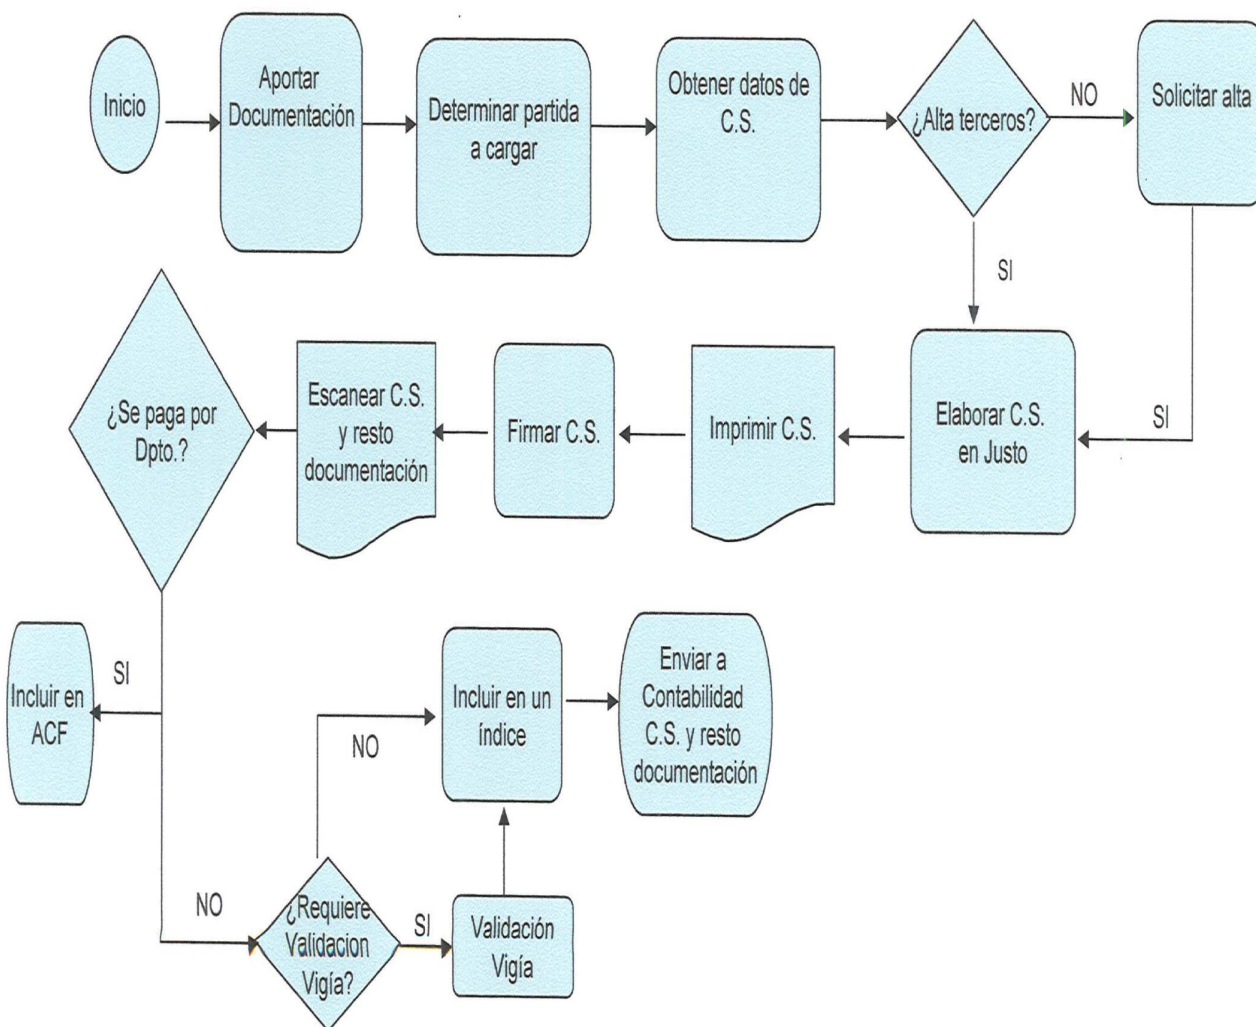 Inicio
Aportar
Documentación
Determinar partida
a cargar
Obtener datos de
C.S.
¿Alta terceros?
NO
Solicitar alta
SI
¿Se paga por
Dpto.?
Escanear C.S.
y resto
documentación
Firmar C.S.
Imprimir C.S.
Elaborar C.S.
en Justo
SI
Incluir en
ACF
SI
NO
Incluir en un
índice
Enviar a
Contabilidad
C.S. y resto
documentación
NO
¿Requiere
Validacion
Vigía?
SI
Validación
Vigía